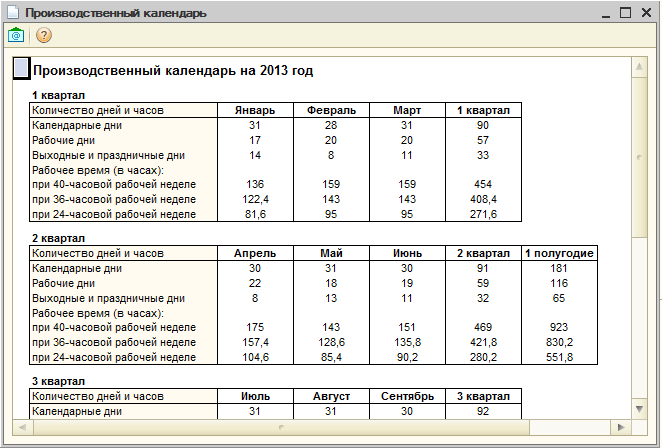 Производственный календарь
Производственный календарь на 2013 год
1 квартал
Количество дней и часов Январь Февраль Март 1 квартал
Календарные дни 31 28 31 90
Рабочие дни 17 20 20 57
Выходные и праздничные дни 14 8 11 33
Рабочее время (в часах):
при 40-часовой рабочей неделе 136 159 159 454
при 36-часовой рабочей неделе 122,4 143 143 408,4
при 24-часовой рабочей неделе 81,6 95 95 271,6
2 квартал
Количество дней и часов Апрель Май Июнь 2 квартал 1 полугодие
Календарные дни 30 31 30 91 181
Рабочие дни 22 18 19 59 116
Выходные и праздничные дни 8 13 11 32 65
Рабочее время (в часах):
при 40-часовой рабочей неделе 175 143 151 469 923
при 36-часовой рабочей неделе 157,4 128,6 135,8 421,8 830,2
при 24-часовой рабочей неделе 104,6 85,4 90,2 280,2 551,8
3 квартал
Количество дней и часов Июль Август Сентябрь 3 квартал
Календарные дни 31 31 30 92